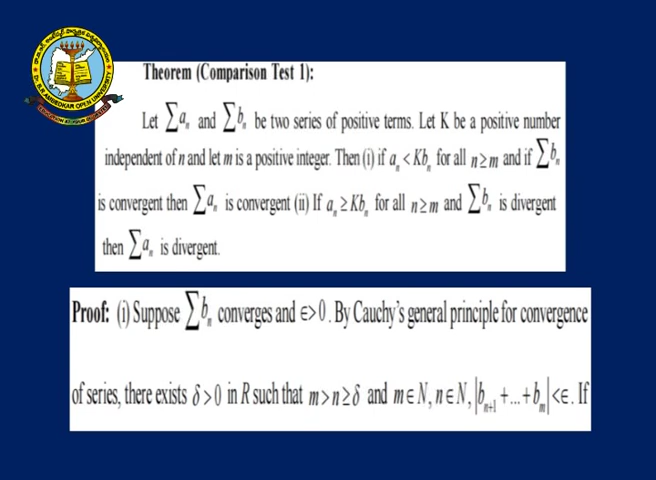 Dr. B.R. AMBEDKAR OPEN UNIVERSITY
Theorem (Comparison Test 1):
Let ∑aₙ and ∑bₙ be two series of positive terms. Let K be a positive number
independent of n and let m is a positive integer. Then (i) if aₙ < Kbₙ for all n ≥ m and if ∑bₙ
is convergent then ∑aₙ is convergent (ii) If aₙ ≥ Kbₙ for all n ≥ m and ∑bₙ is divergent
then ∑aₙ is divergent.
Proof: (i) Suppose ∑bₙ converges and ∈>0. By Cauchy's general principle for convergence
of series, there exists δ>0 in R such that m>n≥δ and m∈N, n∈N, |bₙ₊₁+...+bₘ|<∈. If